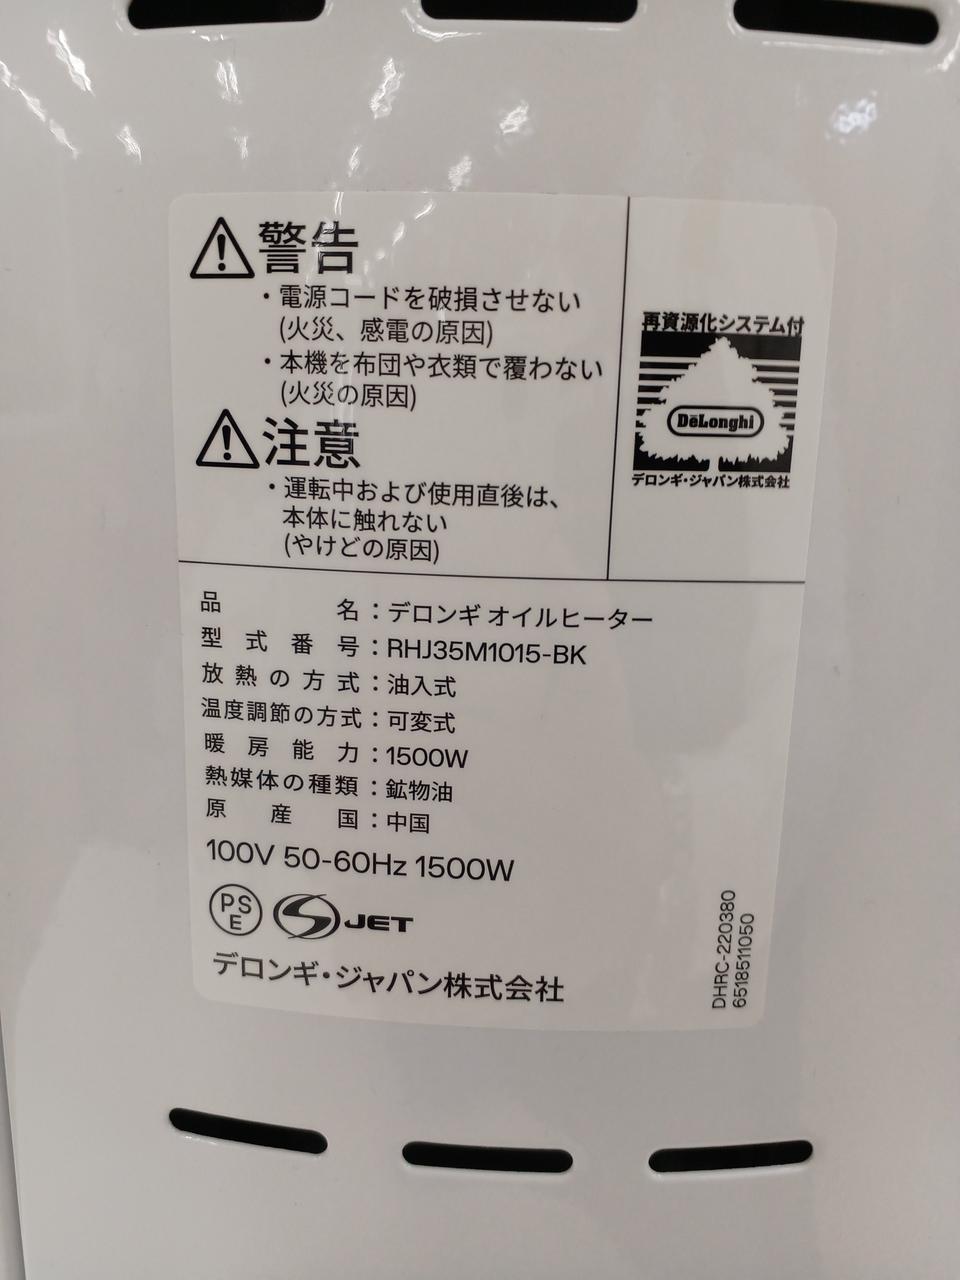 警告
・電源コードを破損させない
(火災、感電の原因)
・本機を布団や衣類で覆わない
(火災の原因)
注意
・運転中および使用直後は、
本体に触れない
(やけどの原因)
再資源化システム付
DēLonghi
デロンギ・ジャパン株式会社
品名：デロンギ オイルヒーター
型式番号：RHJ35M1015-BK
放熱の方式：油入式
温度調節の方式：可変式
暖房能力：1500W
熱媒体の種類：鉱物油
原産国：中国
100V 50-60Hz 1500W
PS
E
S JET
デロンギ・ジャパン株式会社
DHRC-220380
6518511050